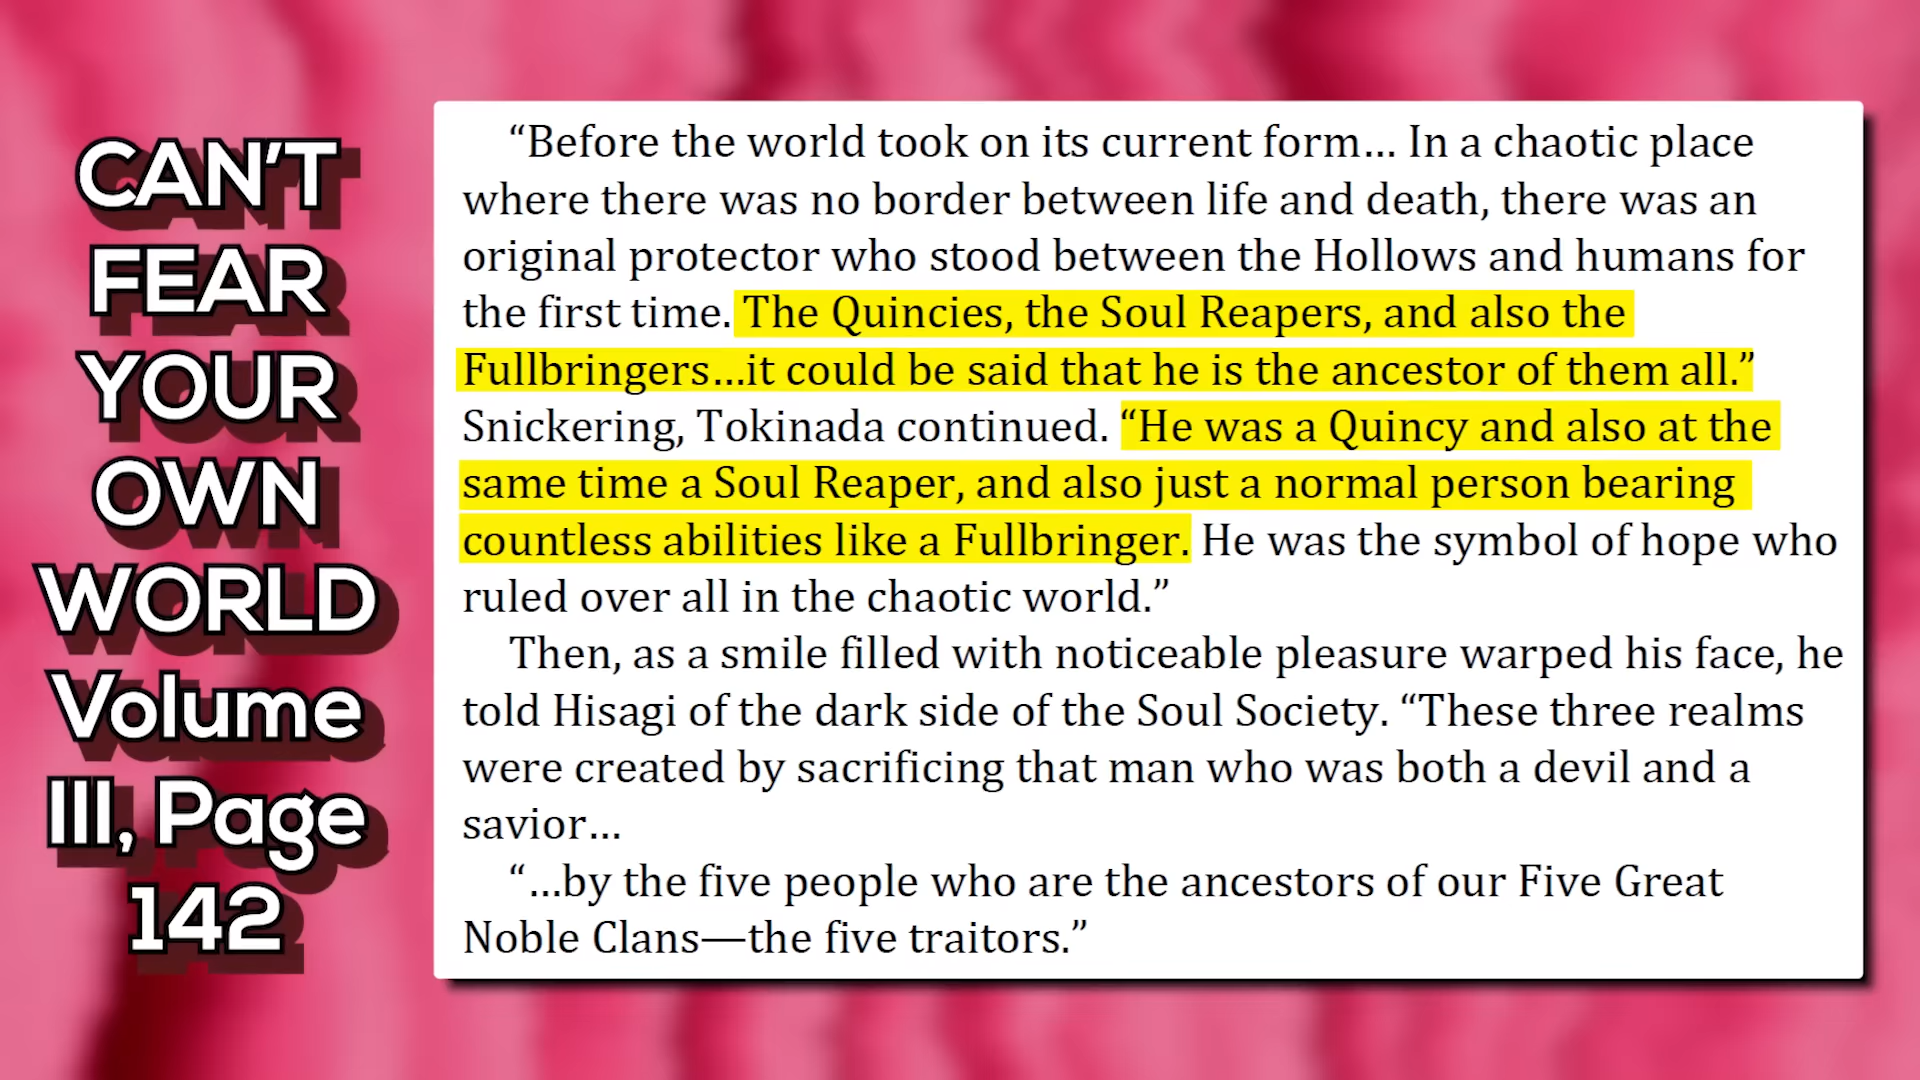 CAN'T
FEAR
YOUR
OWN
WORLD
Volume
III, Page
142
“Before the world took on its current form… In a chaotic place
where there was no border between life and death, there was an
original protector who stood between the Hollows and humans for
the first time. The Quincies, the Soul Reapers, and also the
Fullbringers…it could be said that he is the ancestor of them all.”
Snickering, Tokinada continued. “He was a Quincy and also at the
same time a Soul Reaper, and also just a normal person bearing
countless abilities like a Fullbringer. He was the symbol of hope who
ruled over all in the chaotic world.”
Then, as a smile filled with noticeable pleasure warped his face, he
told Hisagi of the dark side of the Soul Society. “These three realms
were created by sacrificing that man who was both a devil and a
savior…
“…by the five people who are the ancestors of our Five Great
Noble Clans—the five traitors.”